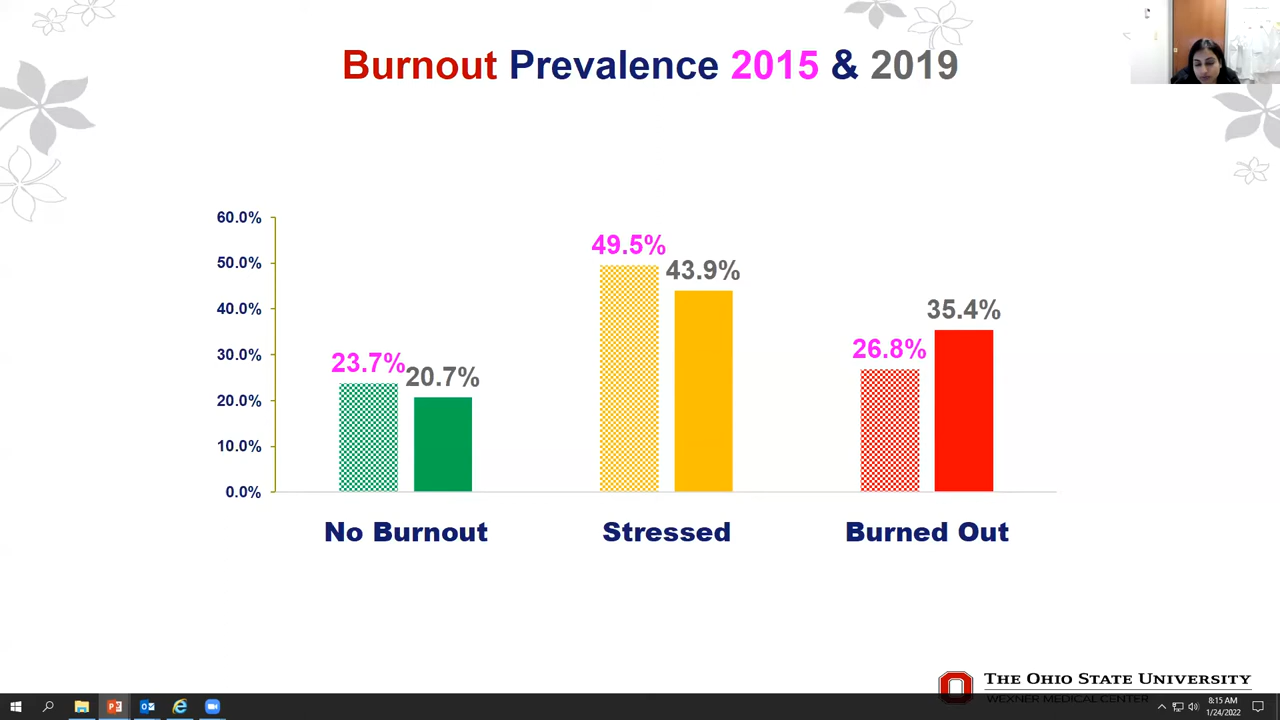 Burnout Prevalence 2015 & 2019
60.0%
50.0%
40.0%
30.0%
20.0%
10.0%
0.0%
23.7%
20.7%
49.5%
43.9%
26.8%
35.4%
No Burnout
Stressed
Burned Out
THE OHIO STATE UNIVERSITY
WEXNER MEDICAL CENTER
8:15 AM
1/24/2022